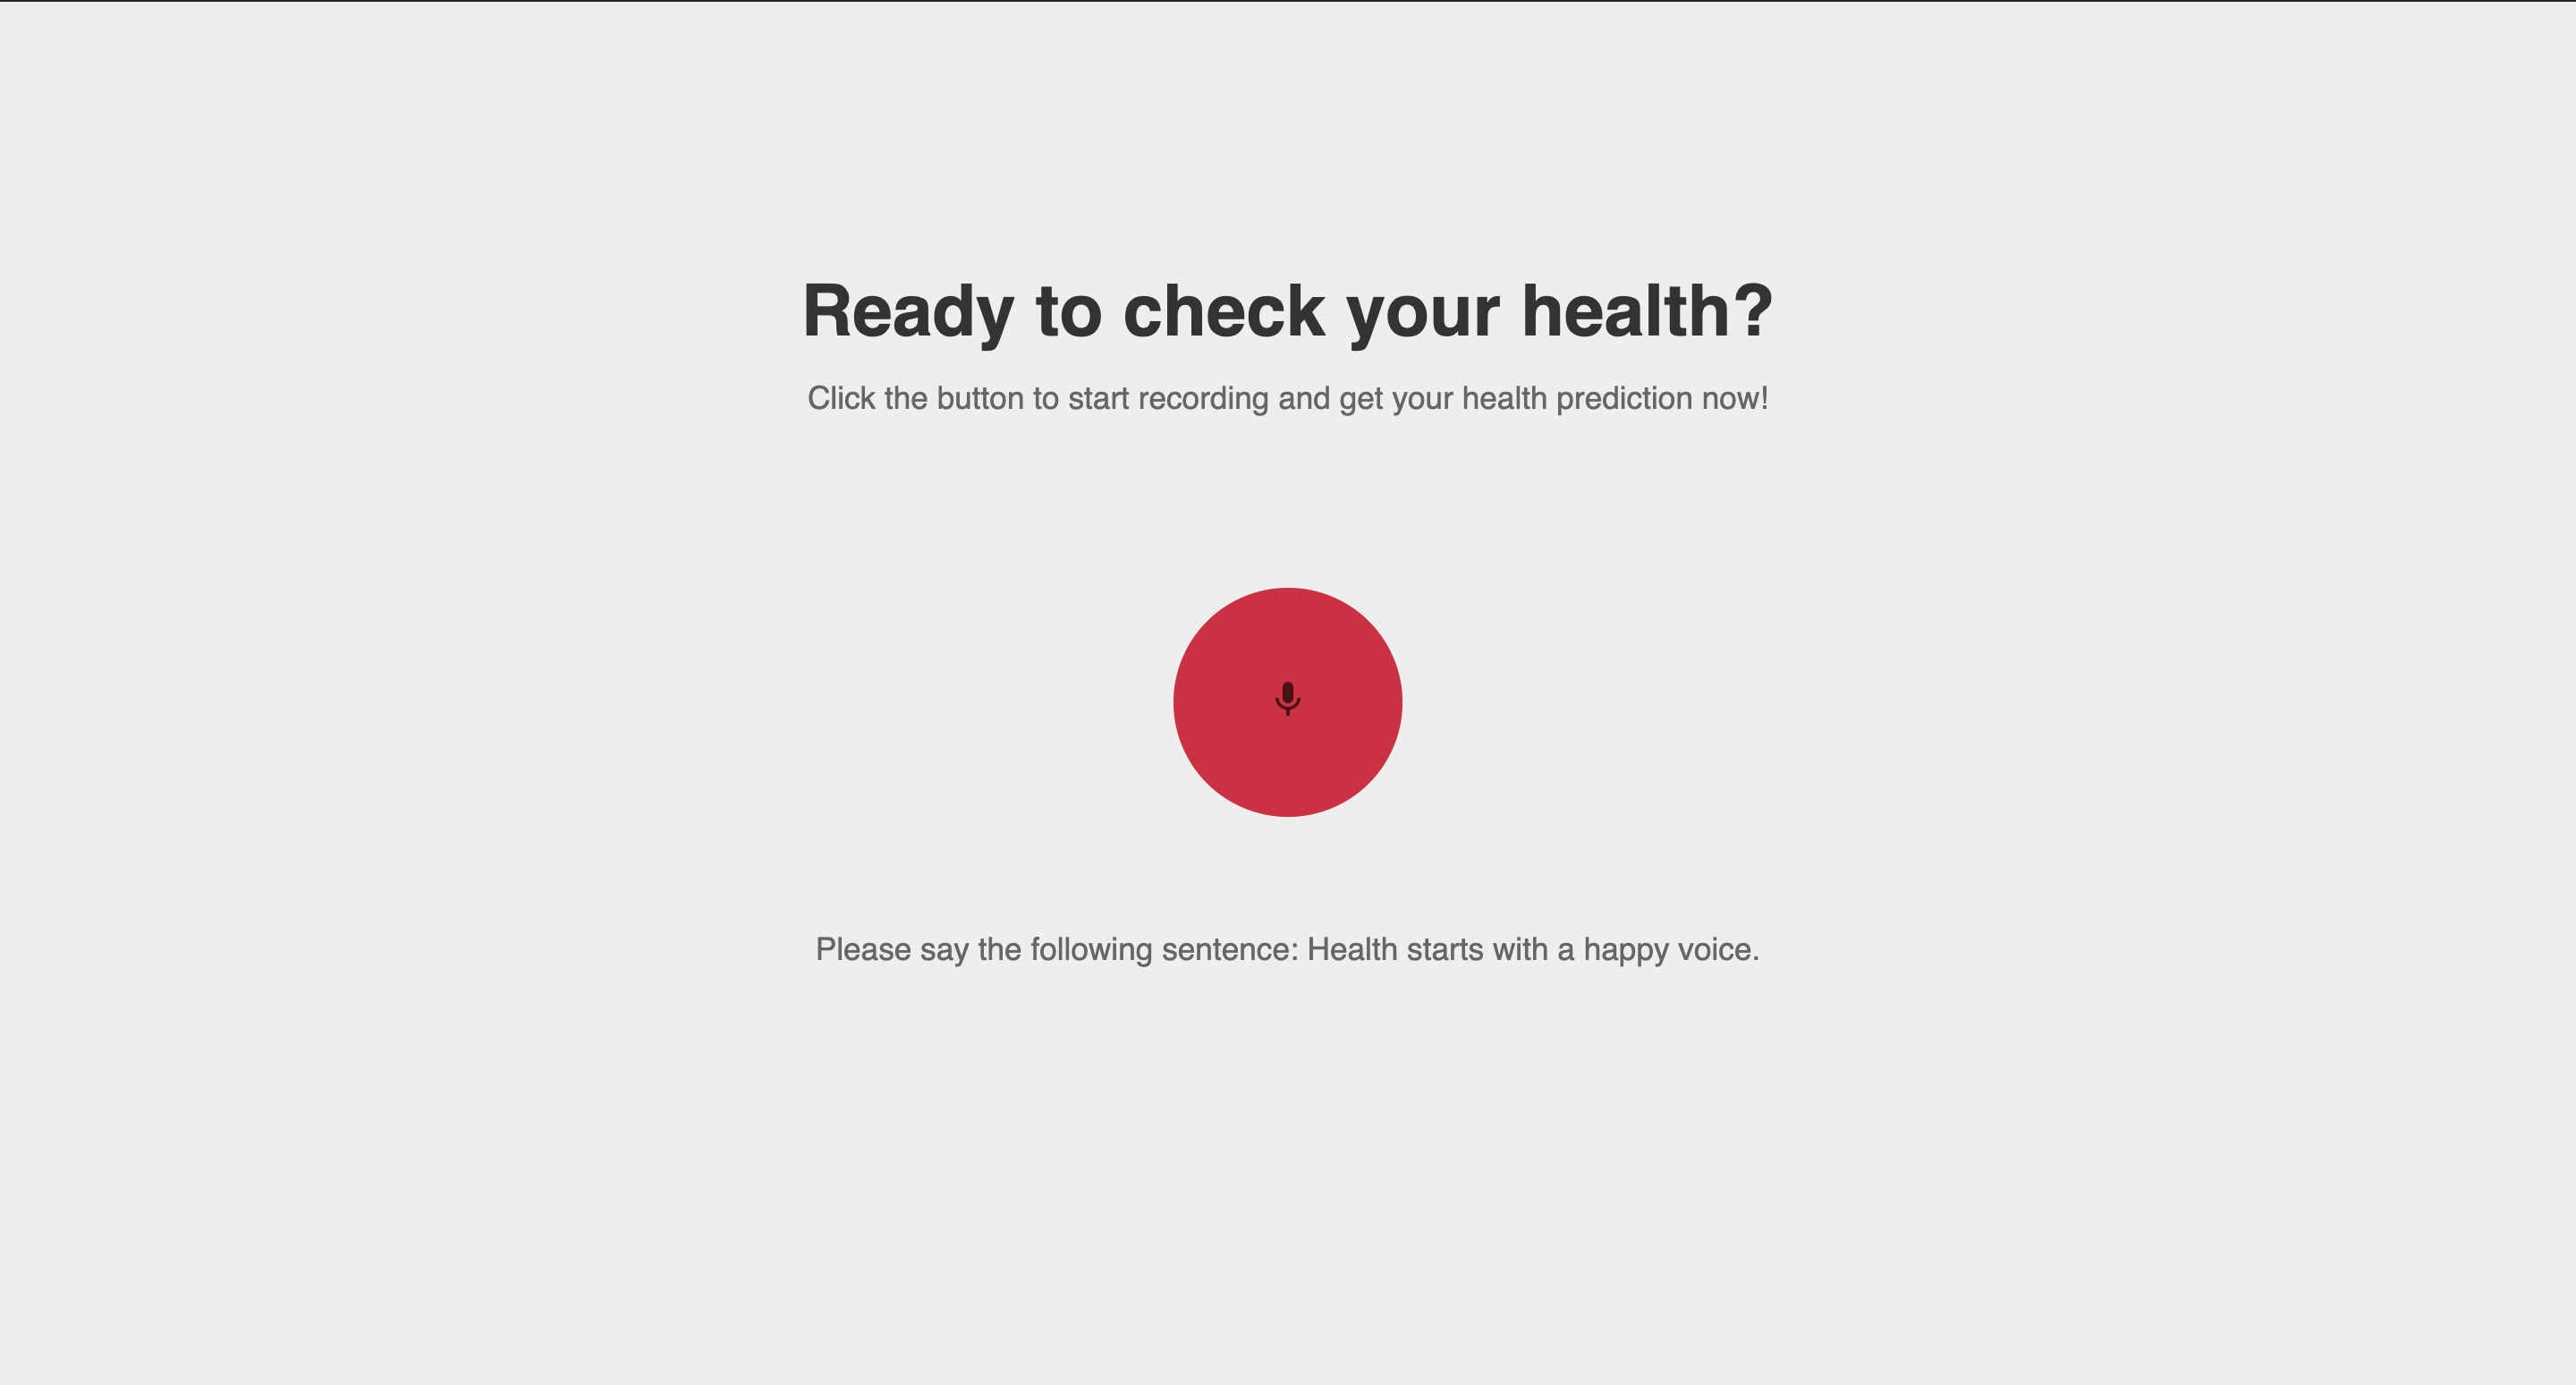 Ready to check your health?
Click the button to start recording and get your health prediction now!
Please say the following sentence: Health starts with a happy voice.